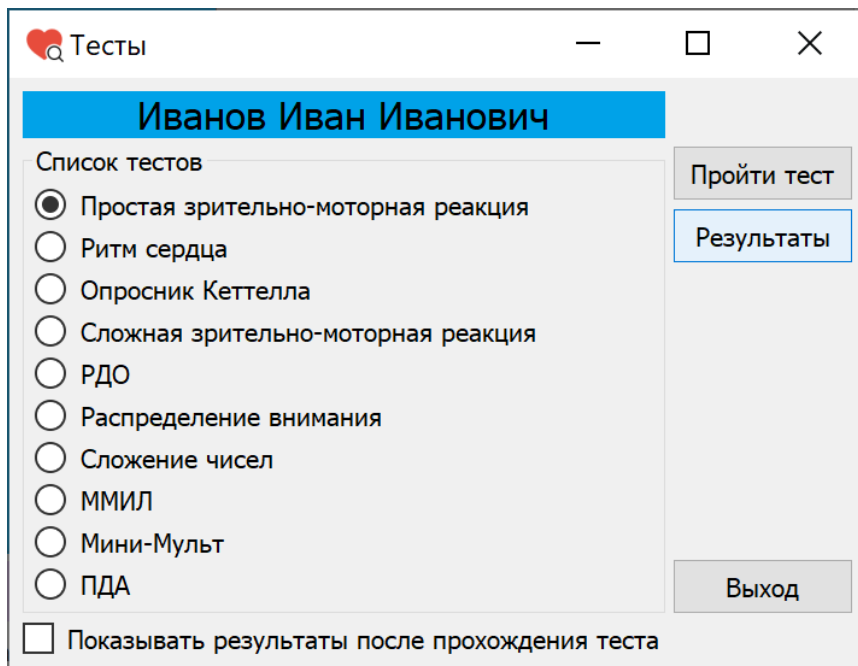 Тесты
Иванов Иван Иванович
Список тестов
Простая зрительно-моторная реакция
Ритм сердца
Опросник Кеттелла
Сложная зрительно-моторная реакция
РДО
Распределение внимания
Сложение чисел
ММИЛ
Мини-Мульт
ПДА
Показывать результаты после прохождения теста
Пройти тест
Результаты
Выход